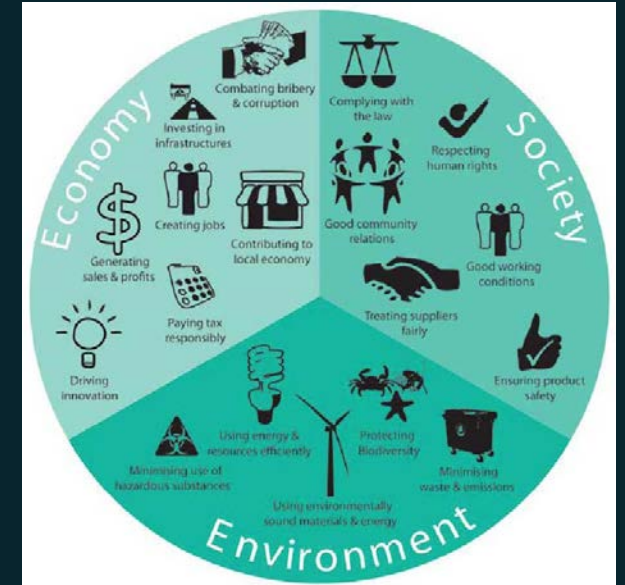 Economy
Combating bribery
& corruption
Investing in
infrastructures
Creating jobs
Contributing to
local economy
Generating
sales & profits
Paying tax
responsibly
Driving
innovation
Society
Complying with
the law
Respecting
human rights
Good community
relations
Good working
conditions
Treating suppliers
fairly
Ensuring product
safety
Using energy &
resources efficiently
Protecting
Biodiversity
Minimising use of
hazardous substances
Minimising
waste & emissions
Using environmentally
sound materials & energy
Environment